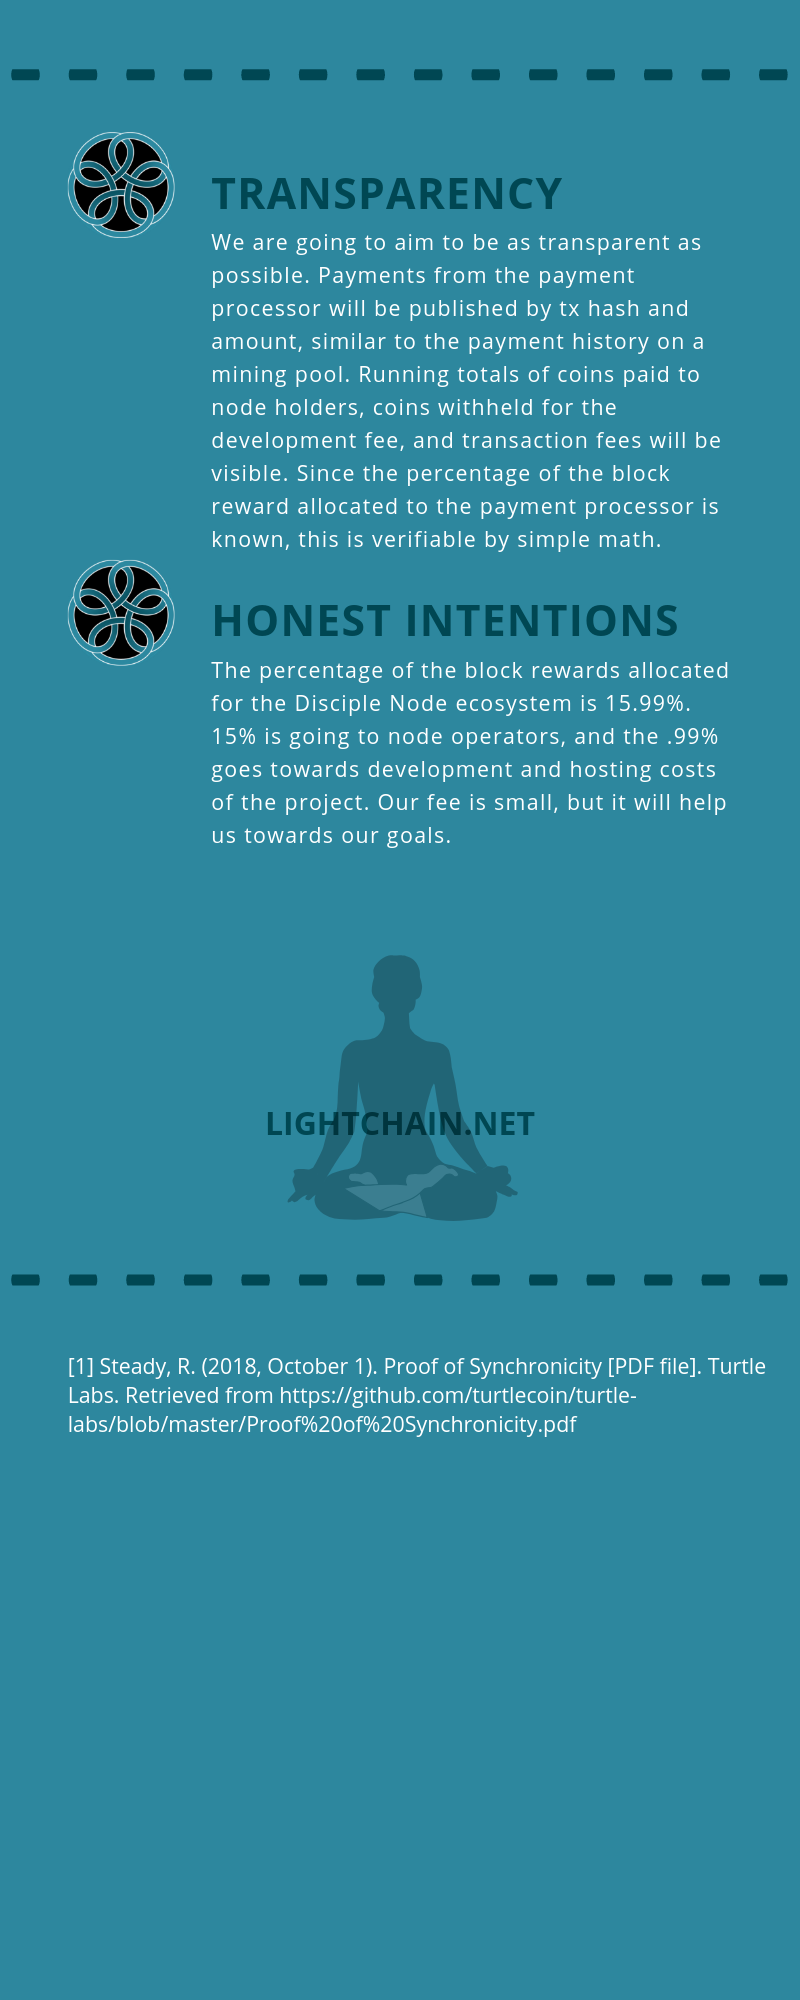 TRANSPARENCY
We are going to aim to be as transparent as
possible. Payments from the payment
processor will be published by tx hash and
amount, similar to the payment history on a
mining pool. Running totals of coins paid to
node holders, coins withheld for the
development fee, and transaction fees will be
visible. Since the percentage of the block
reward allocated to the payment processor is
known, this is verifiable by simple math.
HONEST INTENTIONS
The percentage of the block rewards allocated
for the Disciple Node ecosystem is 15.99%.
15% is going to node operators, and the .99%
goes towards development and hosting costs
of the project. Our fee is small, but it will help
us towards our goals.
LIGHTCHAIN.NET
[1] Steady, R. (2018, October 1). Proof of Synchronicity [PDF file]. Turtle
Labs. Retrieved from https://github.com/turtlecoin/turtle-
labs/blob/master/Proof%20of%20Synchronicity.pdf